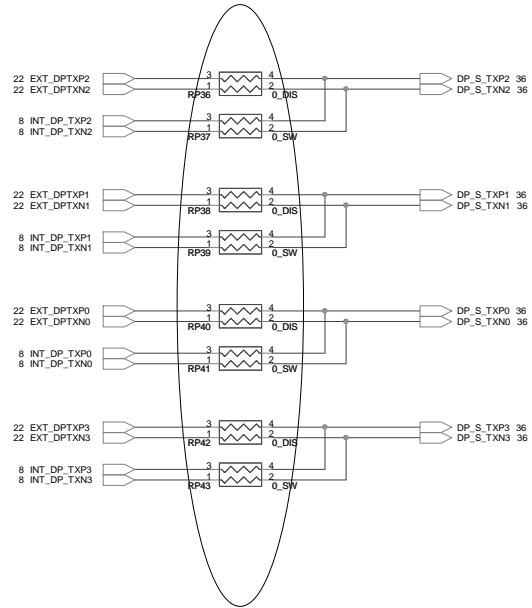 22 EXT_DPTXP2 3 4 DP_S_TXP2 36
22 EXT_DPTXN2 1 2 DP_S_TXN2 36
RP36 0_DIS
8 INT_DP_TXP2 3 4
8 INT_DP_TXN2 1 2
RP37 0_SW
22 EXT_DPTXP1 3 4 DP_S_TXP1 36
22 EXT_DPTXN1 1 2 DP_S_TXN1 36
RP38 0_DIS
8 INT_DP_TXP1 3 4
8 INT_DP_TXN1 1 2
RP39 0_SW
22 EXT_DPTXP0 3 4 DP_S_TXP0 36
22 EXT_DPTXN0 1 2 DP_S_TXN0 36
RP40 0_DIS
8 INT_DP_TXP0 3 4
8 INT_DP_TXN0 1 2
RP41 0_SW
22 EXT_DPTXP3 3 4 DP_S_TXP3 36
22 EXT_DPTXN3 1 2 DP_S_TXN3 36
RP42 0_DIS
8 INT_DP_TXP3 3 4
8 INT_DP_TXN3 1 2
RP43 0_SW